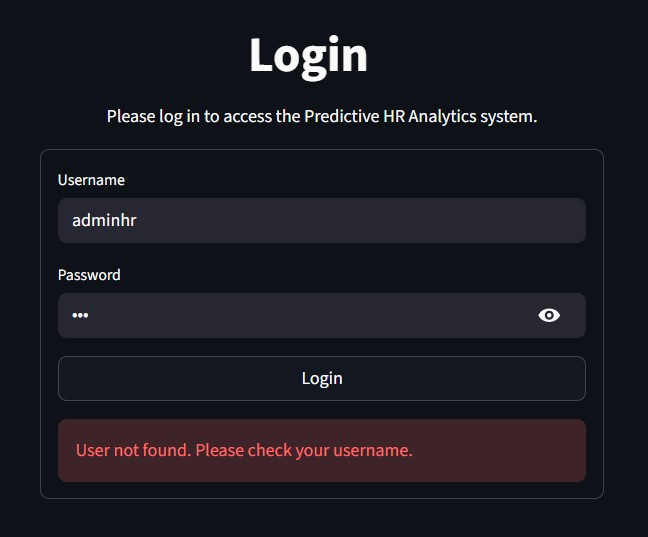 Login
Please log in to access the Predictive HR Analytics system.
Username
adminhr
Password
•••
Login
User not found. Please check your username.